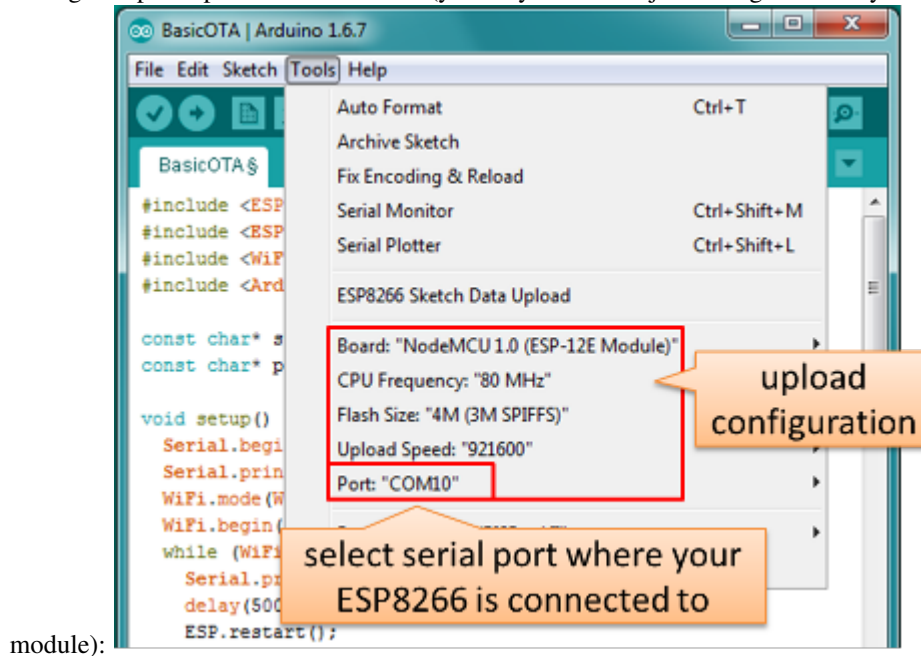 BasicOTA | Arduino 1.6.7
File Edit Sketch Tools Help
BasicOTA §
#include <ESP
#include <ESP
#include <WiF
#include <Ard
const char* s
const char* p
void setup()
Serial.begi
Serial.prin
WiFi.mode(W
WiFi.begin(
while (WiFi
Serial.pr
delay(500
ESP.restart();
Auto Format Ctrl+T
Archive Sketch
Fix Encoding & Reload
Serial Monitor Ctrl+Shift+M
Serial Plotter Ctrl+Shift+L
ESP8266 Sketch Data Upload
Board: "NodeMCU 1.0 (ESP-12E Module)"
CPU Frequency: "80 MHz"
Flash Size: "4M (3M SPIFFS)"
Upload Speed: "921600"
Port: "COM10"
upload
configuration
select serial port where your
ESP8266 is connected to
module):